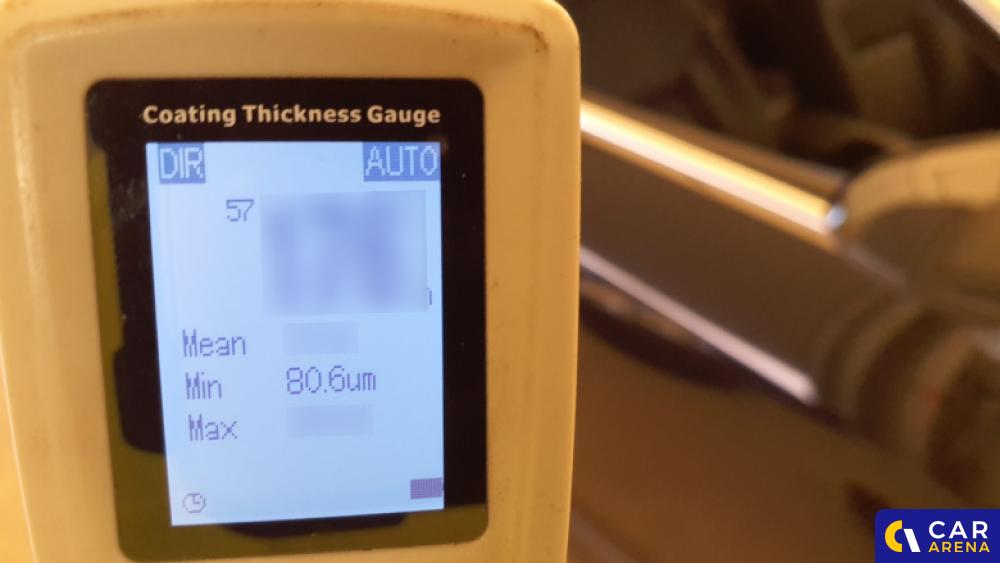 Coating Thickness Gauge
DIR AUTO
57
Mean
Min 80.6um
Max
CAR
ARENA